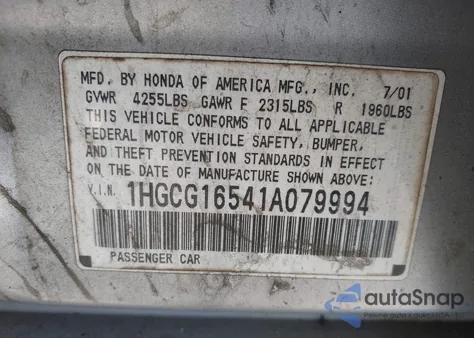 MFD. BY HONDA OF AMERICA MFG., INC. 7/01
GVWR 4255LBS GAWR F 2315LBS R 1960LBS
THIS VEHICLE CONFORMS TO ALL APPLICABLE
FEDERAL MOTOR VEHICLE SAFETY, BUMPER,
AND THEFT PREVENTION STANDARDS IN EFFECT
ON THE DATE OF MANUFACTURE SHOWN ABOVE:
V.I.N. 1HGCG16541A079994
PASSENGER CAR
autoSnap